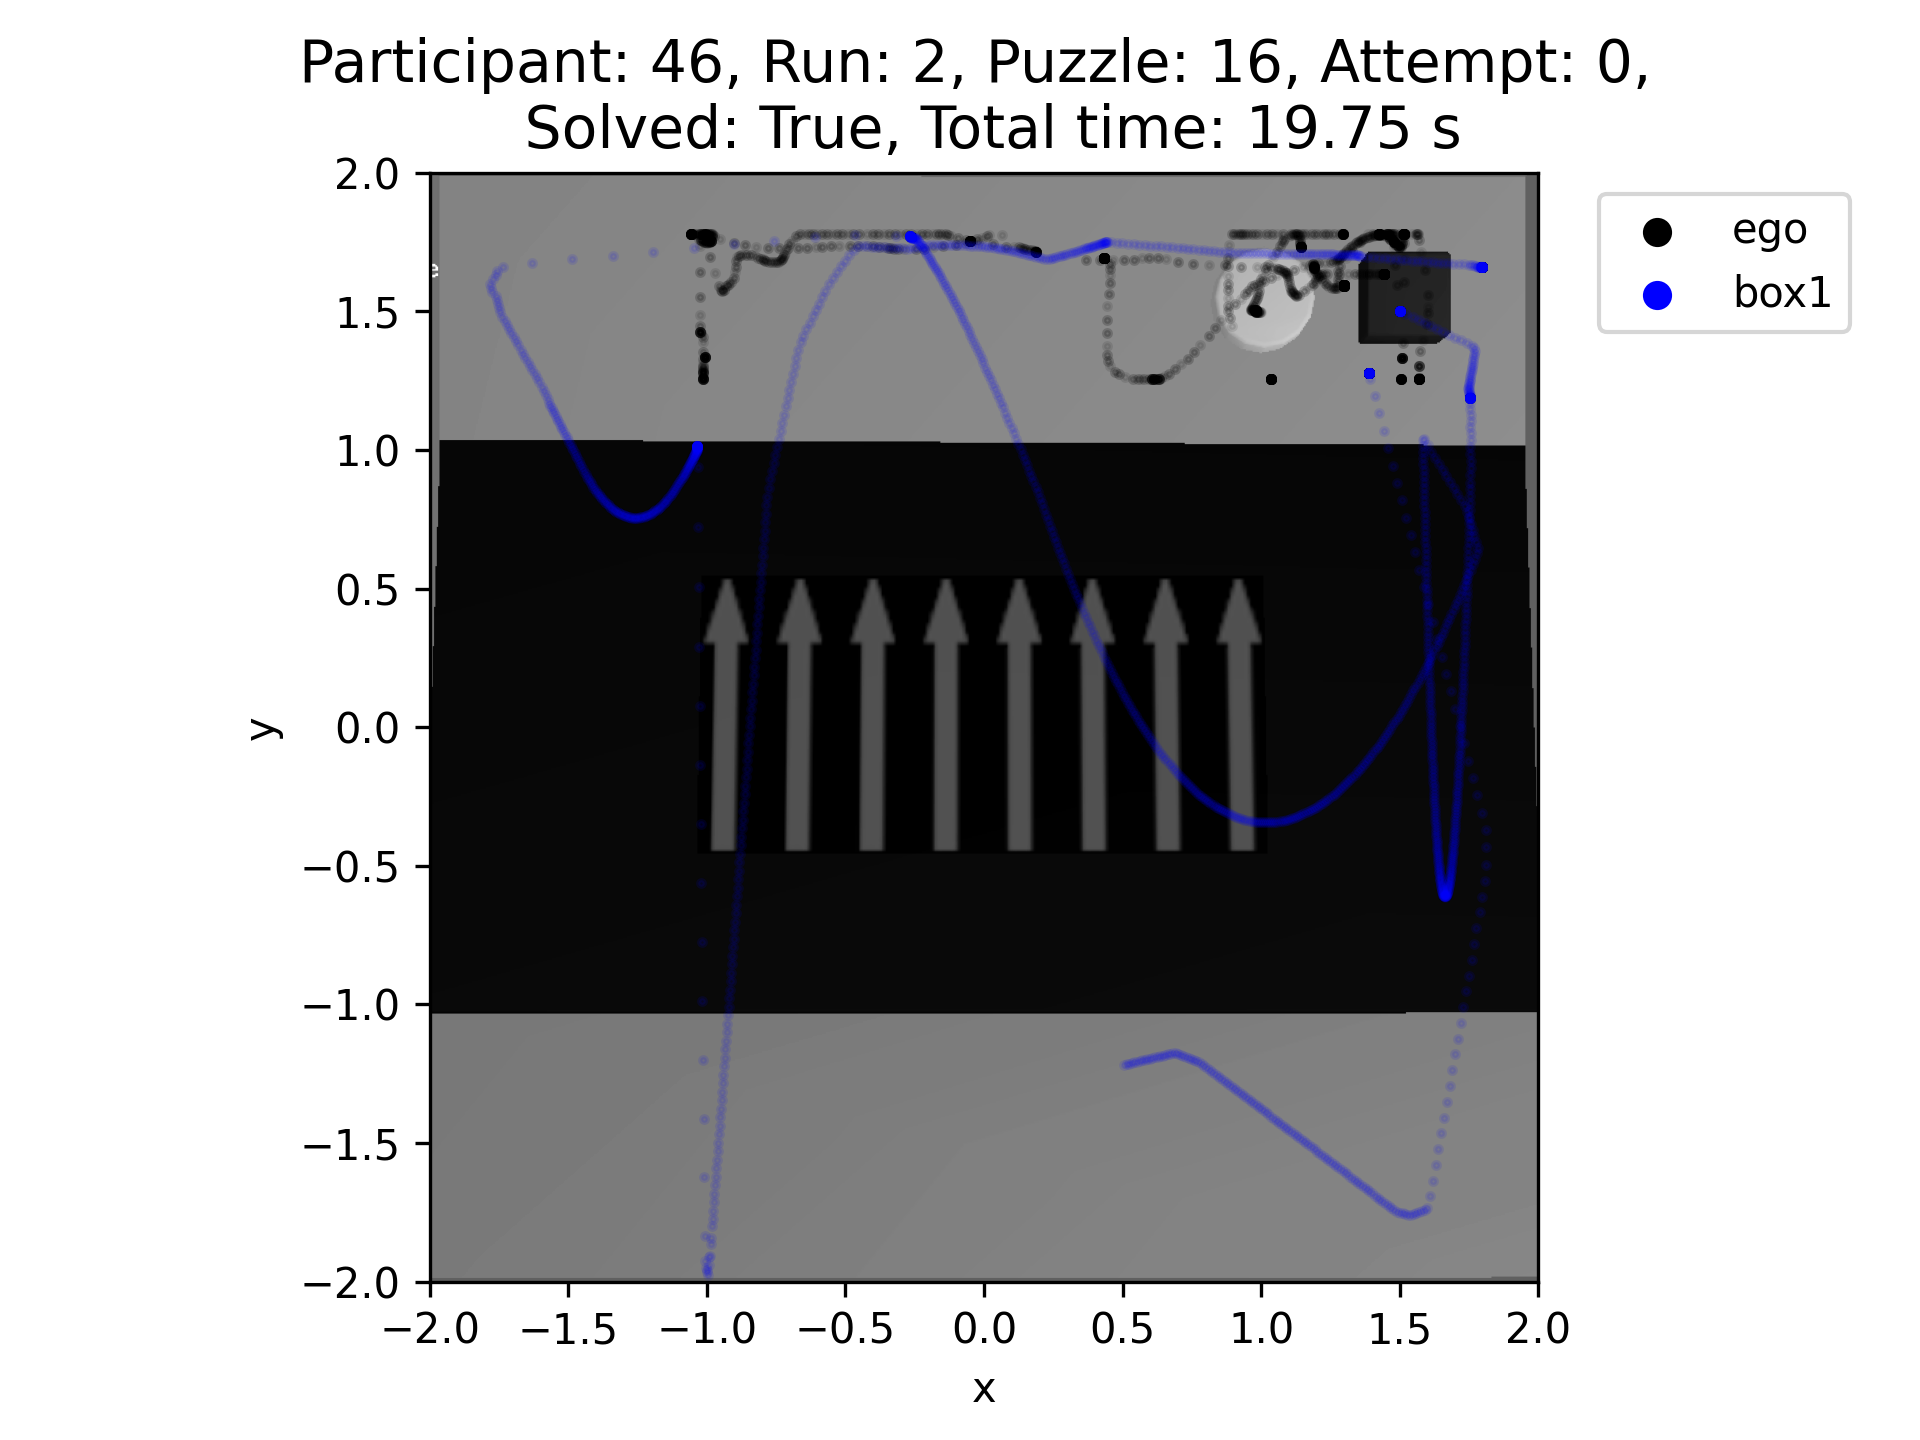 Participant: 46, Run: 2, Puzzle: 16, Attempt: 0,
Solved: True, Total time: 19.75 s
2.0
1.5
1.0
0.5
0.0
−0.5
−1.0
−1.5
−2.0
y
−2.0 −1.5 −1.0 −0.5 0.0 0.5 1.0 1.5 2.0
x
ego
box1